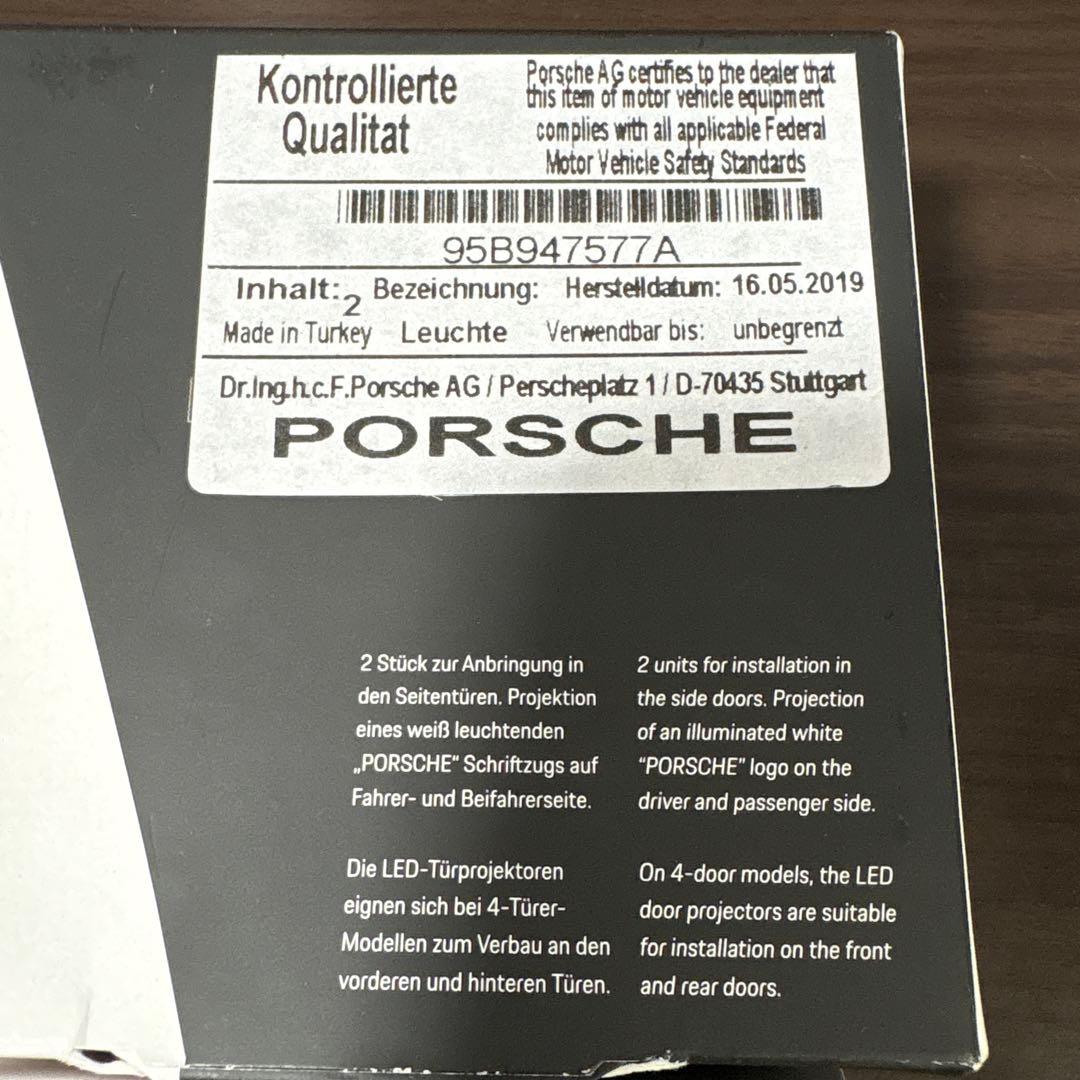 Kontrollierte
Qualitat
Porsche AG certifies to the dealer that
this item of motor vehicle equipment
complies with all applicable Federal
Motor Vehicle Safety Standards
95B947577A
Inhalt: 2 Bezeichnung: Herstelldatum: 16.05.2019
Made in Turkey Leuchte Verwendbar bis: unbegrenzt
Dr.Ing.h.c.F.Porsche AG / Perscheplatz 1 / D-70435 Stuttgart
PORSCHE
2 Stück zur Anbringung in
den Seitentüren. Projektion
eines weiß leuchtenden
„PORSCHE“ Schriftzugs auf
Fahrer- und Beifahrerseite.
Die LED-Türprojektoren
eignen sich bei 4-Türer-
Modellen zum Verbau an den
vorderen und hinteren Türen.
2 units for installation in
the side doors. Projection
of an illuminated white
“PORSCHE” logo on the
driver and passenger side.
On 4-door models, the LED
door projectors are suitable
for installation on the front
and rear doors.